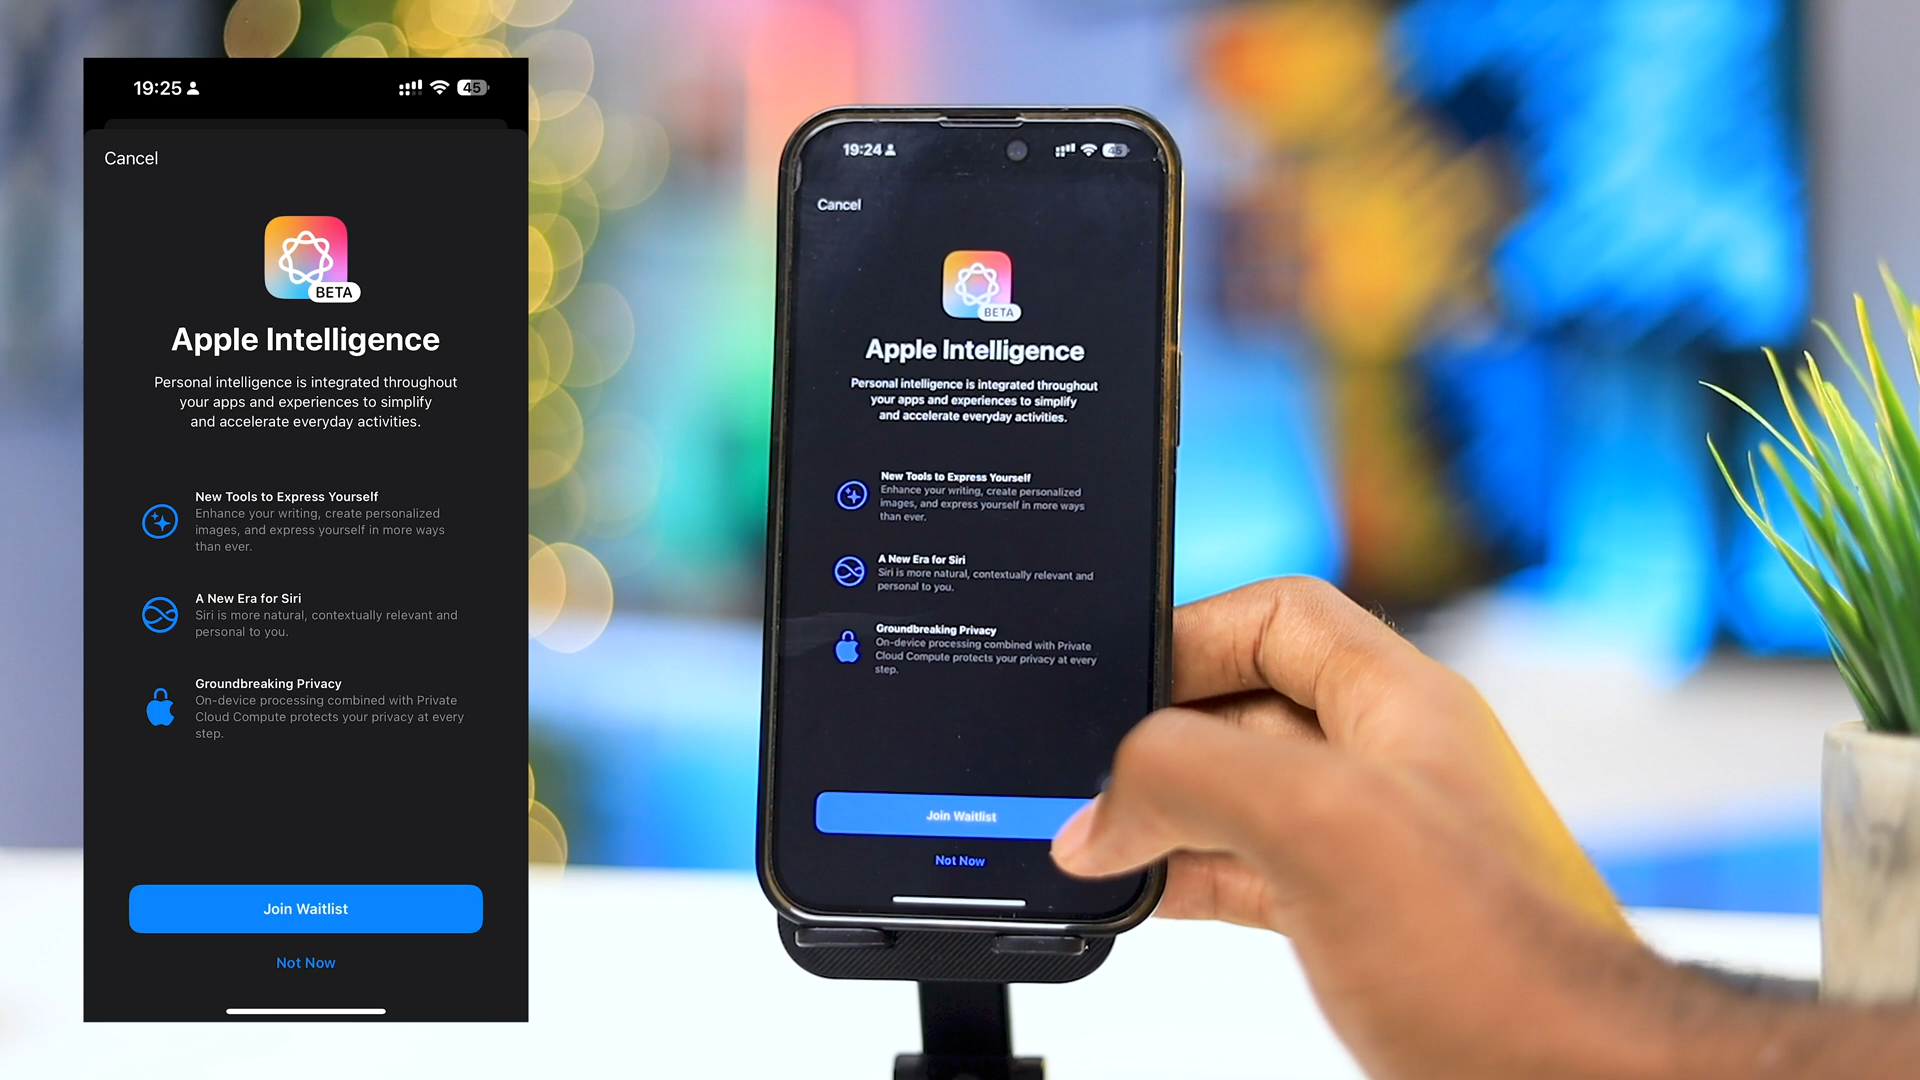 19:25
45
Cancel
BETA
Apple Intelligence
Personal intelligence is integrated throughout
your apps and experiences to simplify
and accelerate everyday activities.
New Tools to Express Yourself
Enhance your writing, create personalized
images, and express yourself in more ways
than ever.
A New Era for Siri
Siri is more natural, contextually relevant and
personal to you.
Groundbreaking Privacy
On-device processing combined with Private
Cloud Compute protects your privacy at every
step.
Join Waitlist
Not Now
19:24
45
Cancel
BETA
Apple Intelligence
Personal intelligence is integrated throughout
your apps and experiences to simplify
and accelerate everyday activities.
New Tools to Express Yourself
Enhance your writing, create personalized
images, and express yourself in more ways
than ever.
A New Era for Siri
Siri is more natural, contextually relevant and
personal to you.
Groundbreaking Privacy
On-device processing combined with Private
Cloud Compute protects your privacy at every
step.
Join Waitlist
Not Now